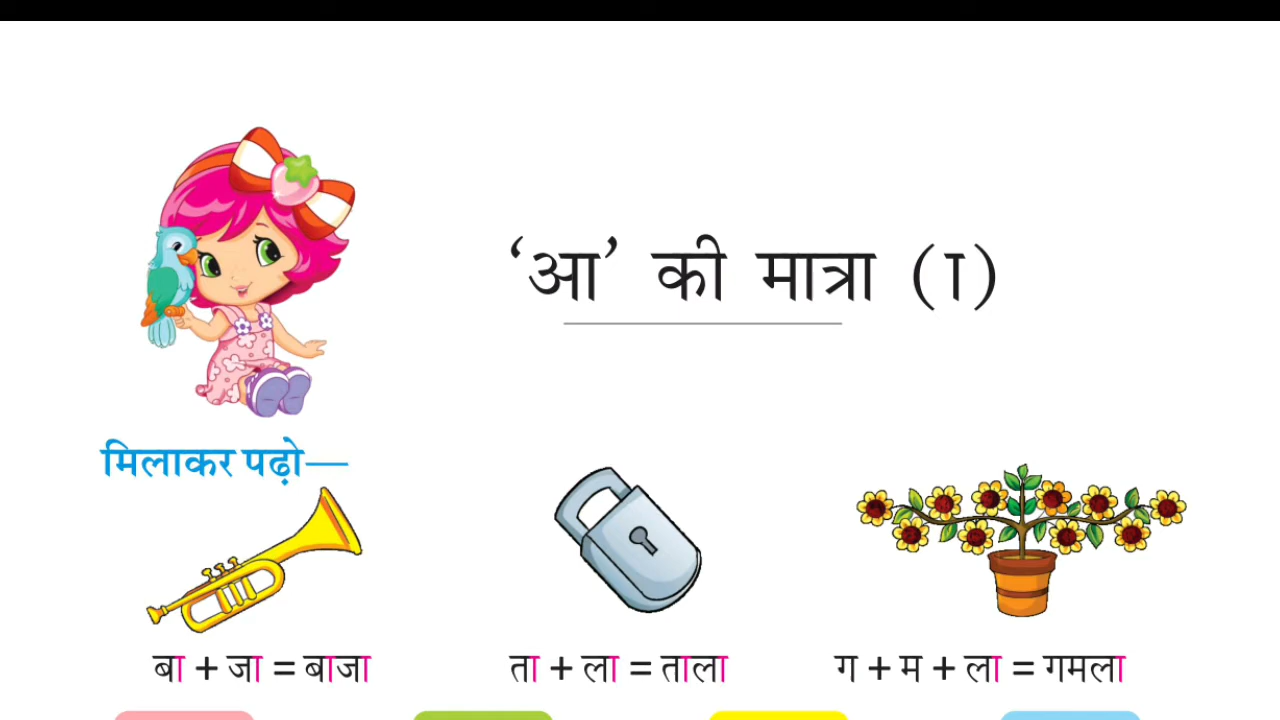 ‘आ’ की मात्रा (ा)
मिलाकर पढ़ो—
बा + जा = बाजा
ता + ला = ताला
ग + म + ला = गमला